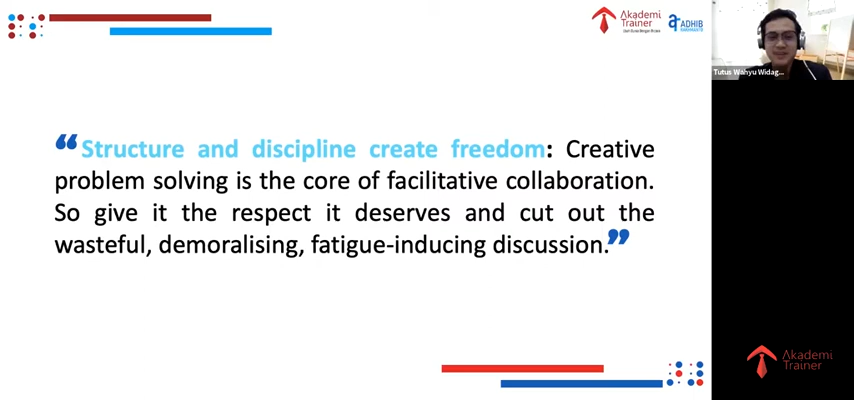 Akademi
Trainer
ADHIB
Tutus Wahyu Widag...
“Structure and discipline create freedom: Creative
problem solving is the core of facilitative collaboration.
So give it the respect it deserves and cut out the
wasteful, demoralising, fatigue-inducing discussion.”
Akademi
Trainer